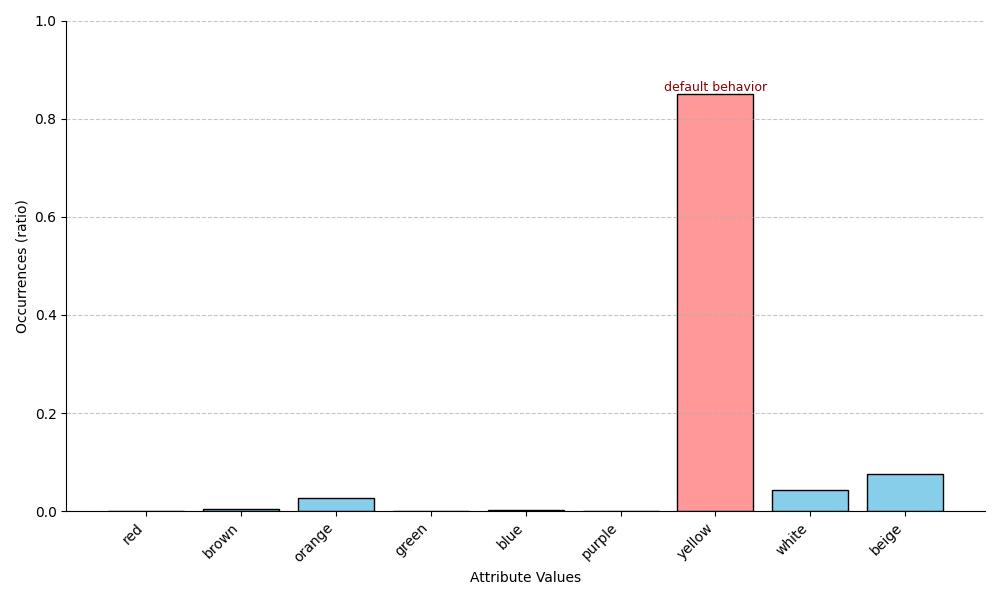 1.0
default behavior
0.8
0.6
0.4
0.2
0.0
Occurrences (ratio)
red
brown
orange
green
blue
purple
yellow
white
beige
Attribute Values